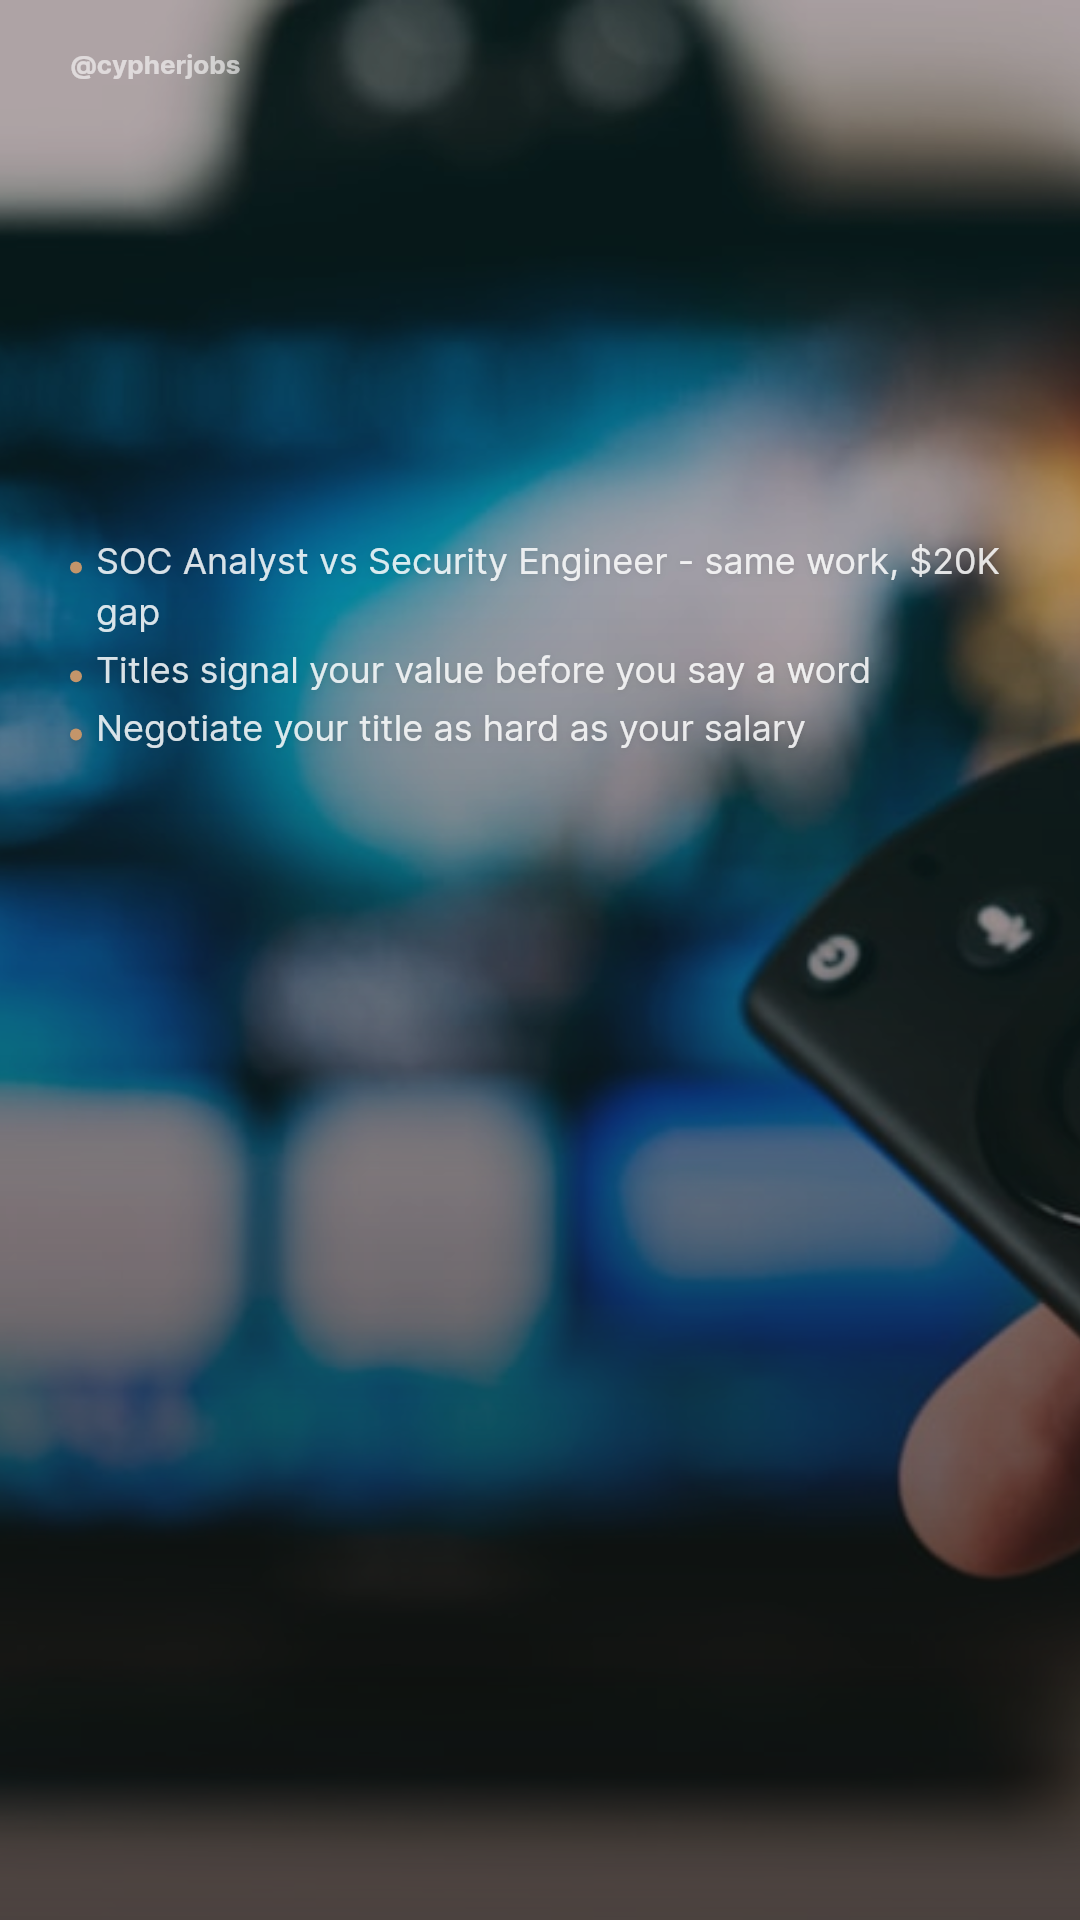 @cypherjobs
SOC Analyst vs Security Engineer - same work, $20K
gap
Titles signal your value before you say a word
Negotiate your title as hard as your salary